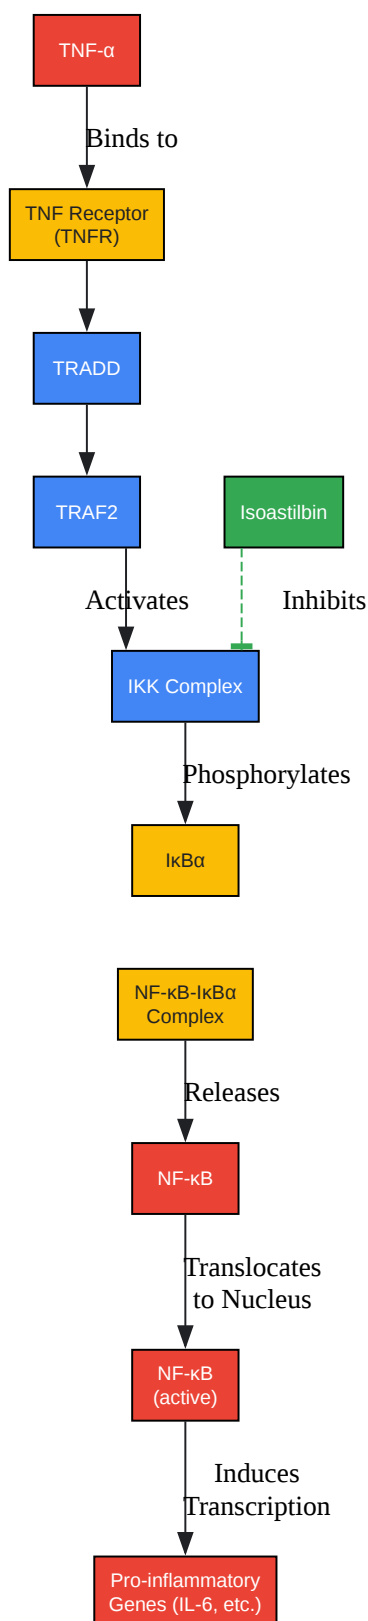 TNF-α
Binds to
TNF Receptor
(TNFR)
TRADD
TRAF2
Isoastilbin
Activates
Inhibits
IKK Complex
Phosphorylates
IκBα
NF-κB-IκBα
Complex
Releases
NF-κB
Translocates
to Nucleus
NF-κB
(active)
Induces
Transcription
Pro-inflammatory
Genes (IL-6, etc.)